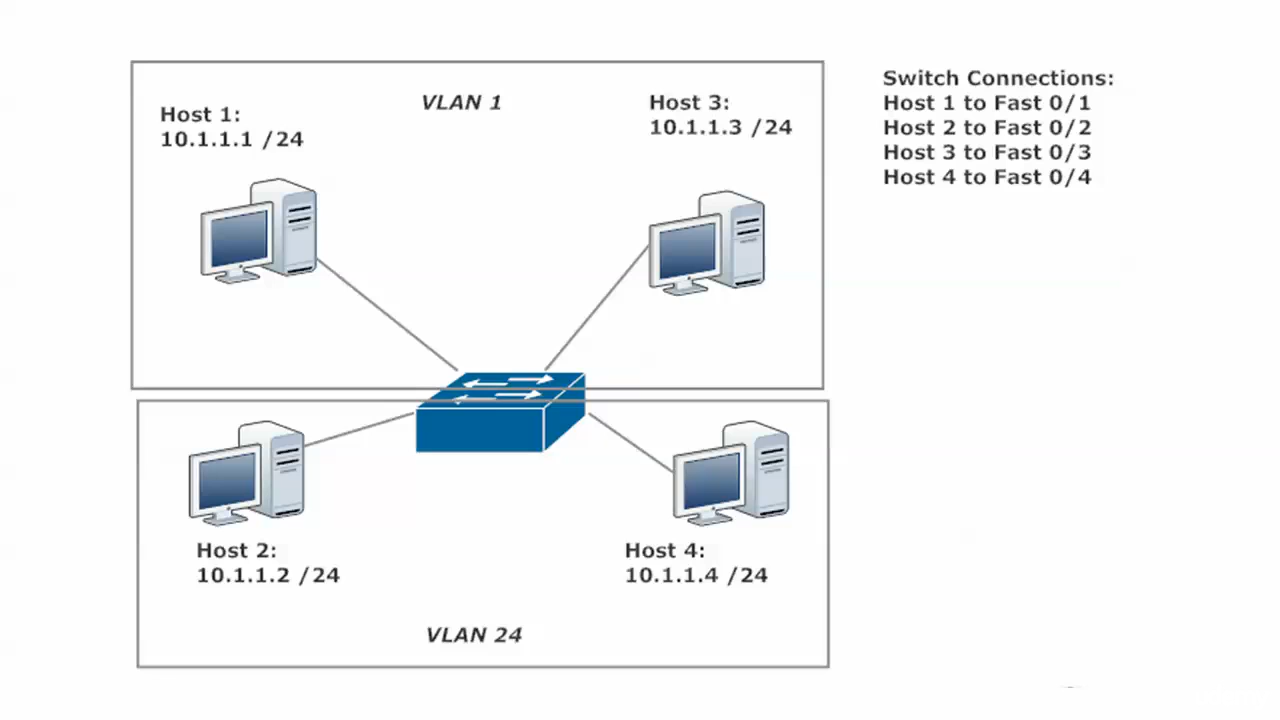 VLAN 1
Host 1:
10.1.1.1 /24
Host 3:
10.1.1.3 /24
Switch Connections:
Host 1 to Fast 0/1
Host 2 to Fast 0/2
Host 3 to Fast 0/3
Host 4 to Fast 0/4
Host 2:
10.1.1.2 /24
Host 4:
10.1.1.4 /24
VLAN 24